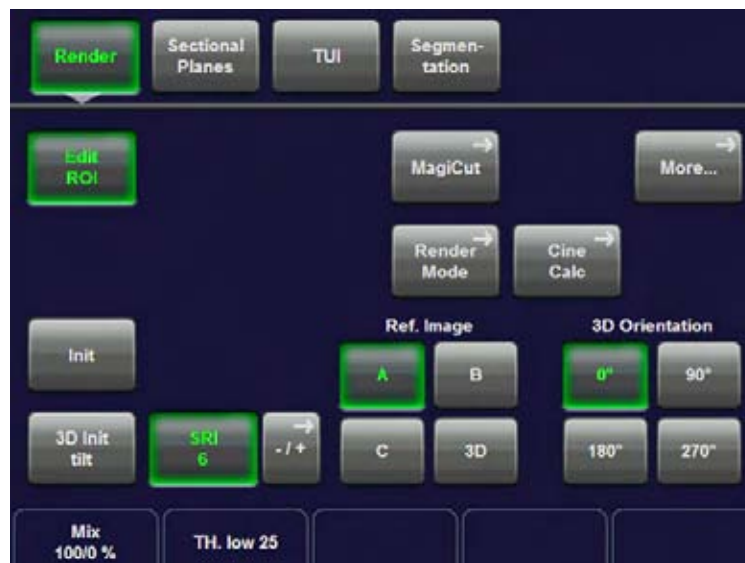 Render
Sectional
Planes
TUI
Segmen-
tation
Edit
ROI
MagiCut
More...
Render
Mode
Cine
Calc
Init
Ref. Image
3D Orientation
A
B
0°
90°
3D Init
tilt
SRI
6
- / +
C
3D
180°
270°
Mix
100/0 %
TH. low 25